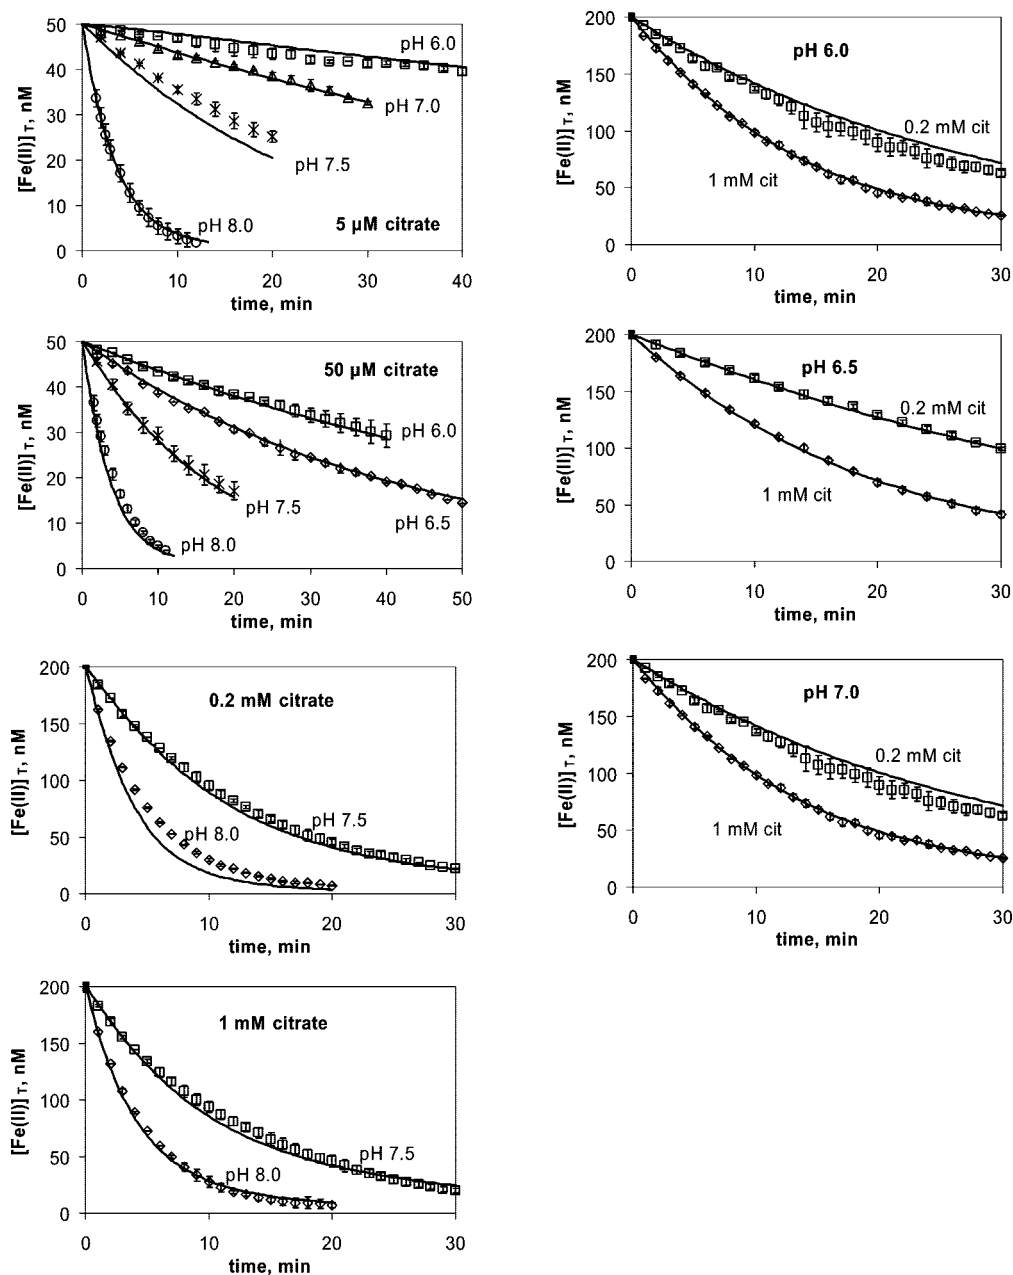 50
40
30
20
10
0
[Fe(II)] T, nM
pH 6.0
pH 7.0
pH 7.5
pH 8.0
5 µM citrate
0 10 20 30 40
time, min
200
150
100
50
0
[Fe(II)]T, nM
pH 6.0
0.2 mM cit
1 mM cit
0 10 20 30
time, min
50
40
30
20
10
0
[Fe(II)] T, nM
50 µM citrate
pH 6.0
pH 7.5
pH 6.5
pH 8.0
0 10 20 30 40 50
time, min
200
150
100
50
0
[Fe(II)]T, nM
pH 6.5
0.2 mM cit
1 mM cit
0 10 20 30
time, min
200
150
100
50
0
[Fe(II)] T, nM
0.2 mM citrate
pH 7.5
pH 8.0
0 10 20 30
time, min
200
150
100
50
0
[Fe(II)]T, nM
pH 7.0
0.2 mM cit
1 mM cit
0 10 20 30
time, min
200
150
100
50
0
[Fe(II)] T, nM
1 mM citrate
pH 7.5
pH 8.0
0 10 20 30
time, min